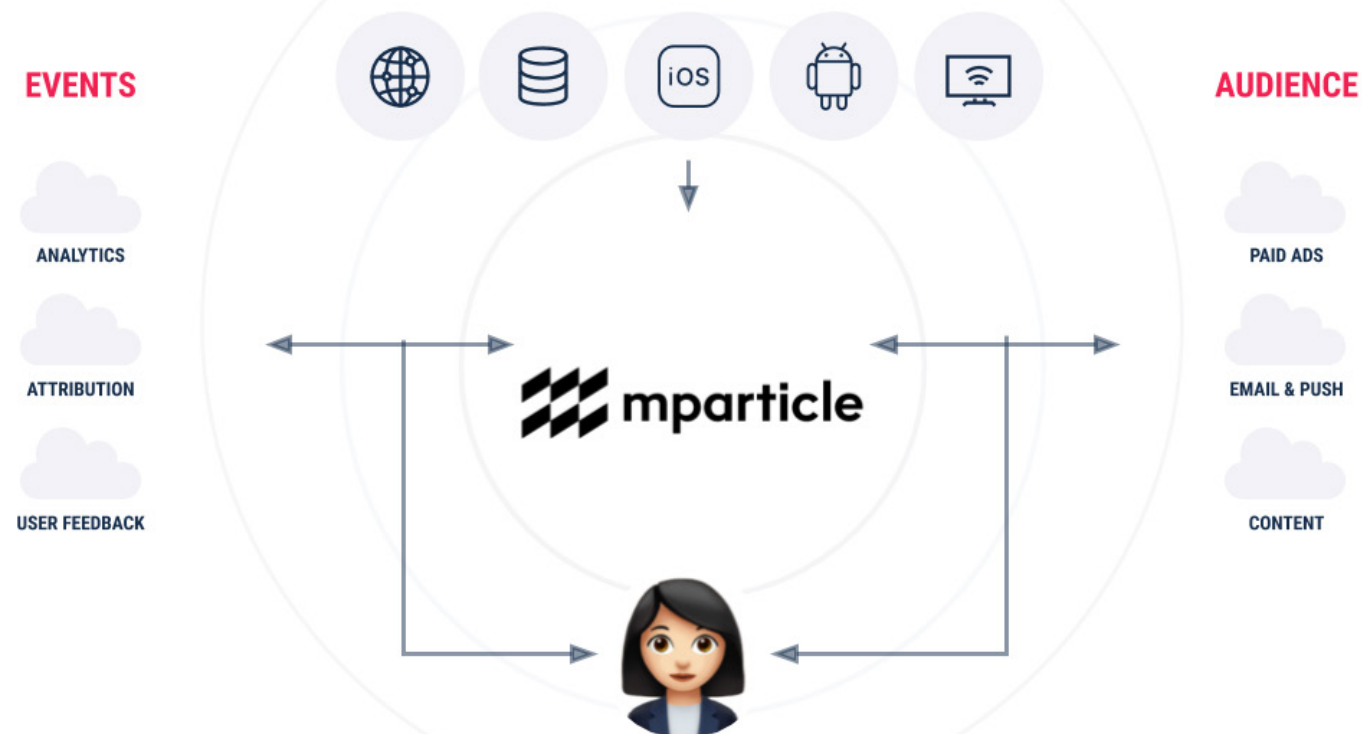 EVENTS
ANALYTICS
ATTRIBUTION
USER FEEDBACK
iOS
mparticle
AUDIENCE
PAID ADS
EMAIL & PUSH
CONTENT